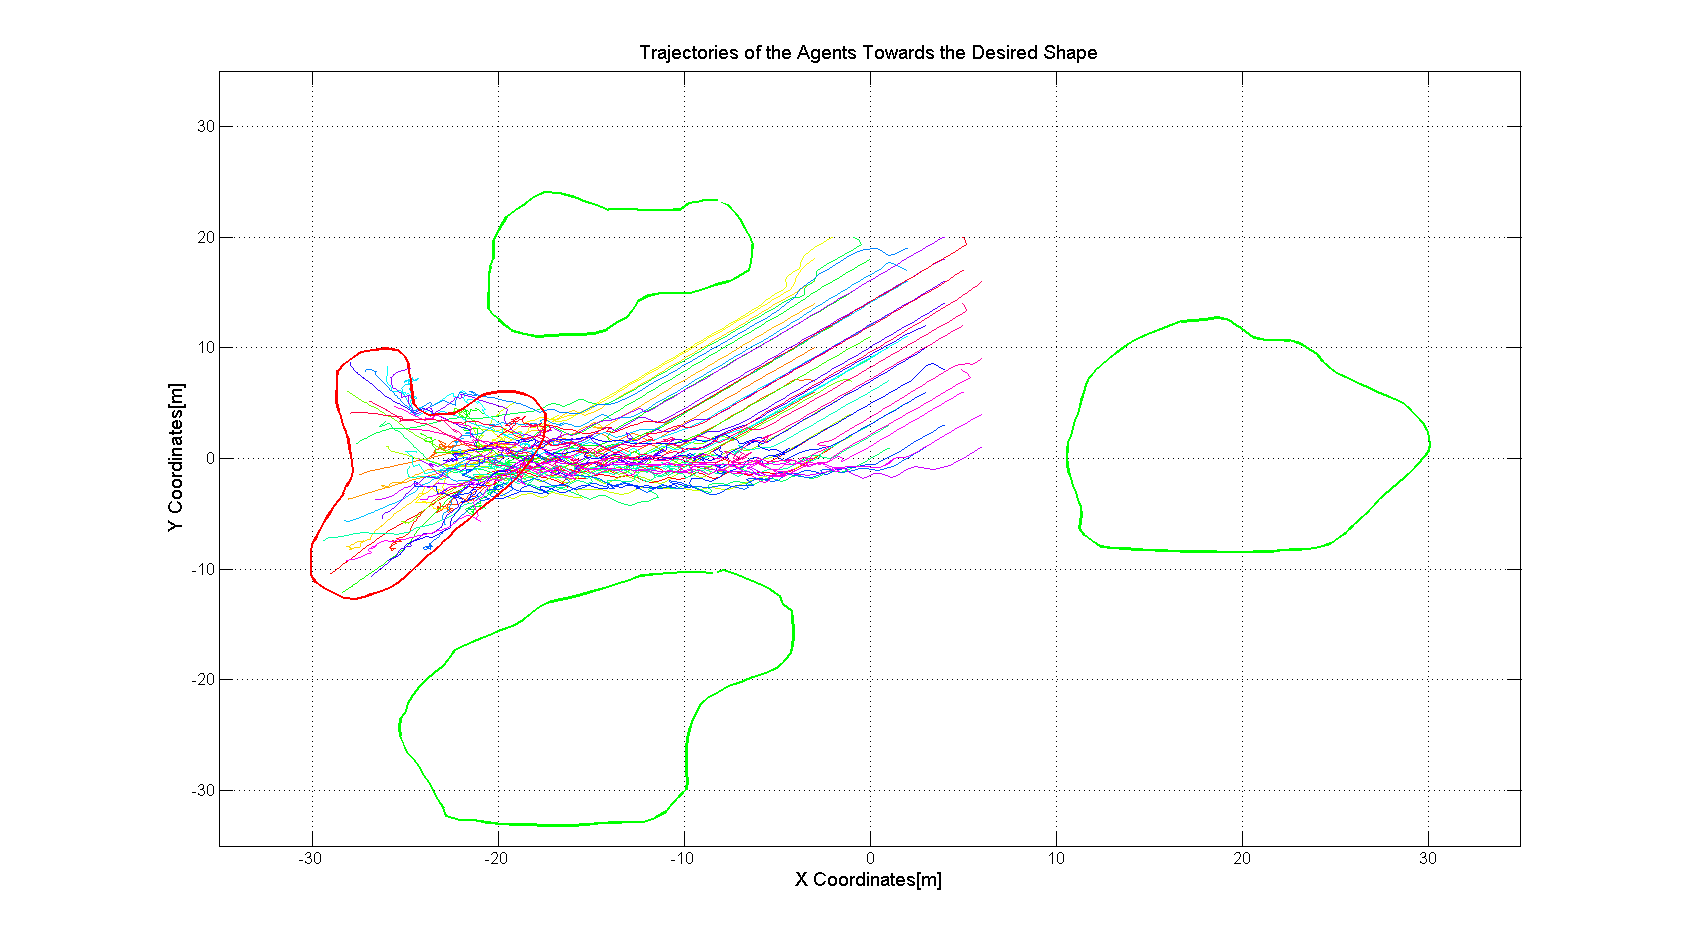 Trajectories of the Agents Towards the Desired Shape
30
20
10
0
-10
-20
-30
Y Coordinates[m]
-30 -20 -10 0 10 20 30
X Coordinates[m]